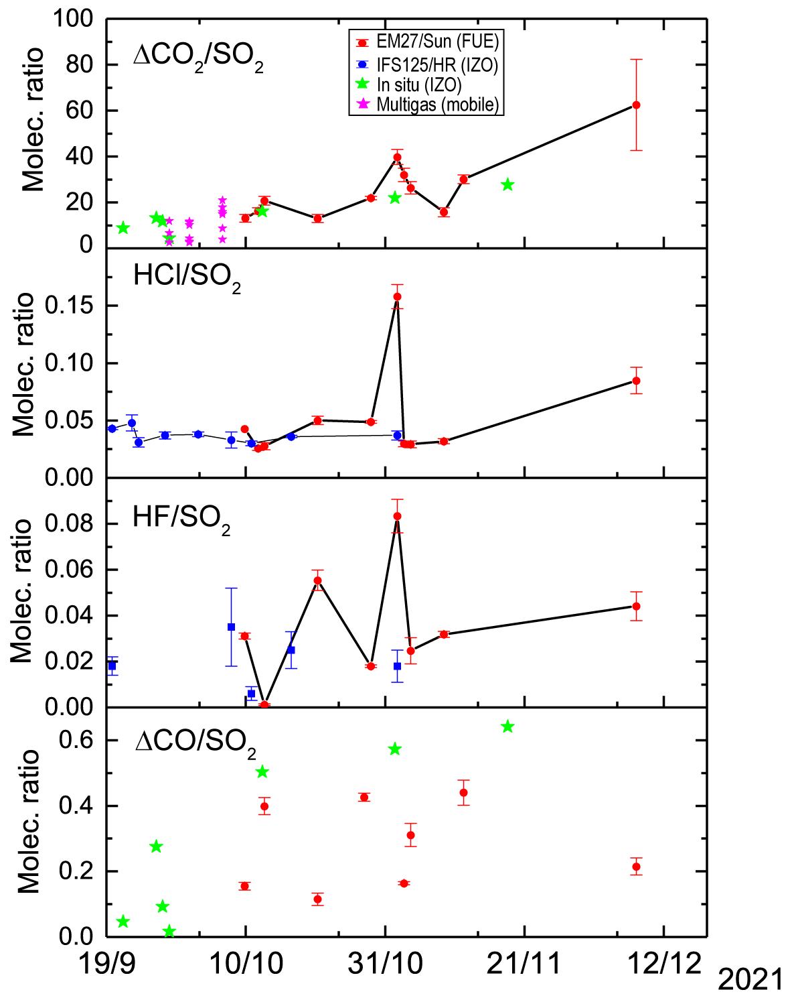 100
80
60
40
20
0
Molec. ratio
ΔCO₂/SO₂
EM27/Sun (FUE)
IFS125/HR (IZO)
In situ (IZO)
Multigas (mobile)
HCl/SO₂
0.15
0.10
0.05
0.00
Molec. ratio
HF/SO₂
0.08
0.06
0.04
0.02
0.00
Molec. ratio
ΔCO/SO₂
0.6
0.4
0.2
0.0
Molec. ratio
19/9 10/10 31/10 21/11 12/12
2021